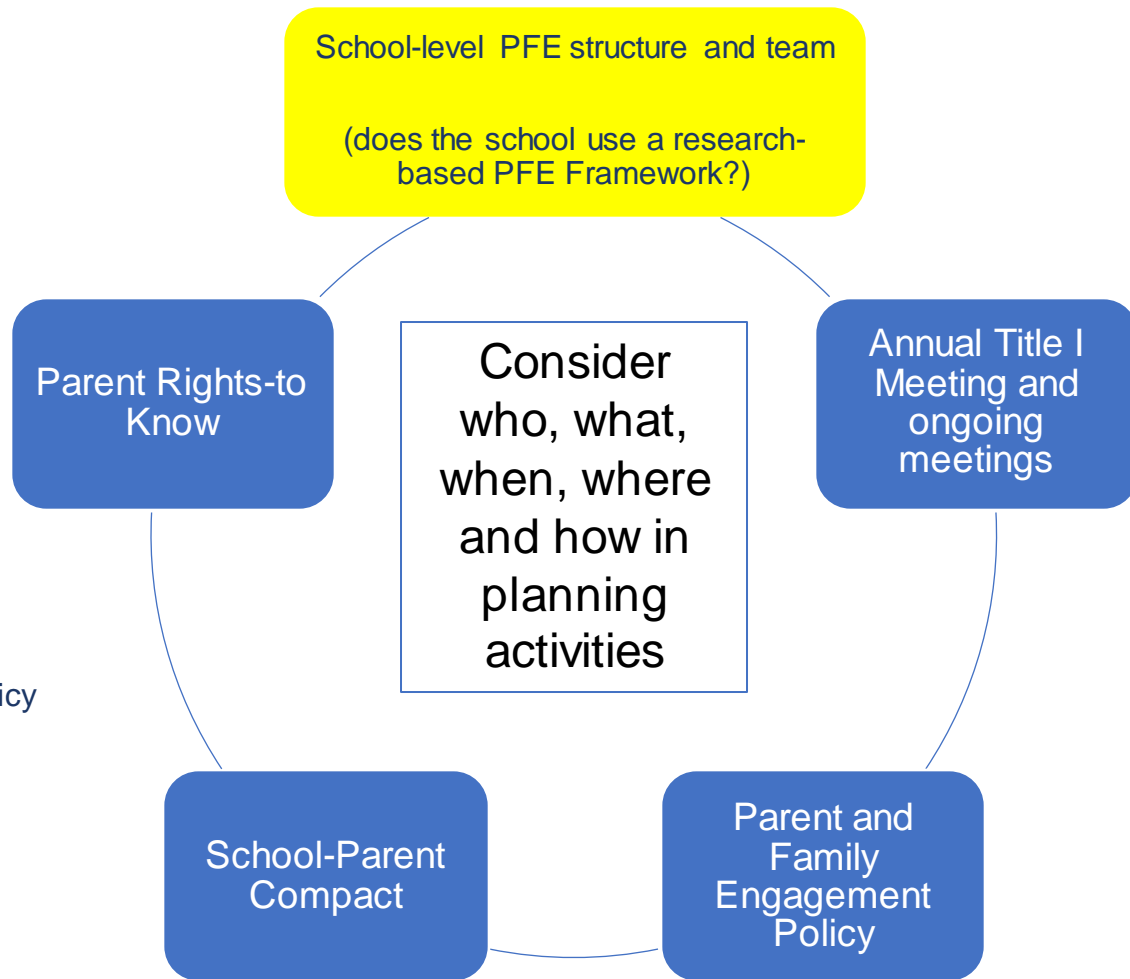 School-level PFE structure and team
(does the school use a research-
based PFE Framework?)
Parent Rights-to
Know
Consider
who, what,
when, where
and how in
planning
activities
Annual Title I
Meeting and
ongoing
meetings
icy
School-Parent
Compact
Parent and
Family
Engagement
Policy